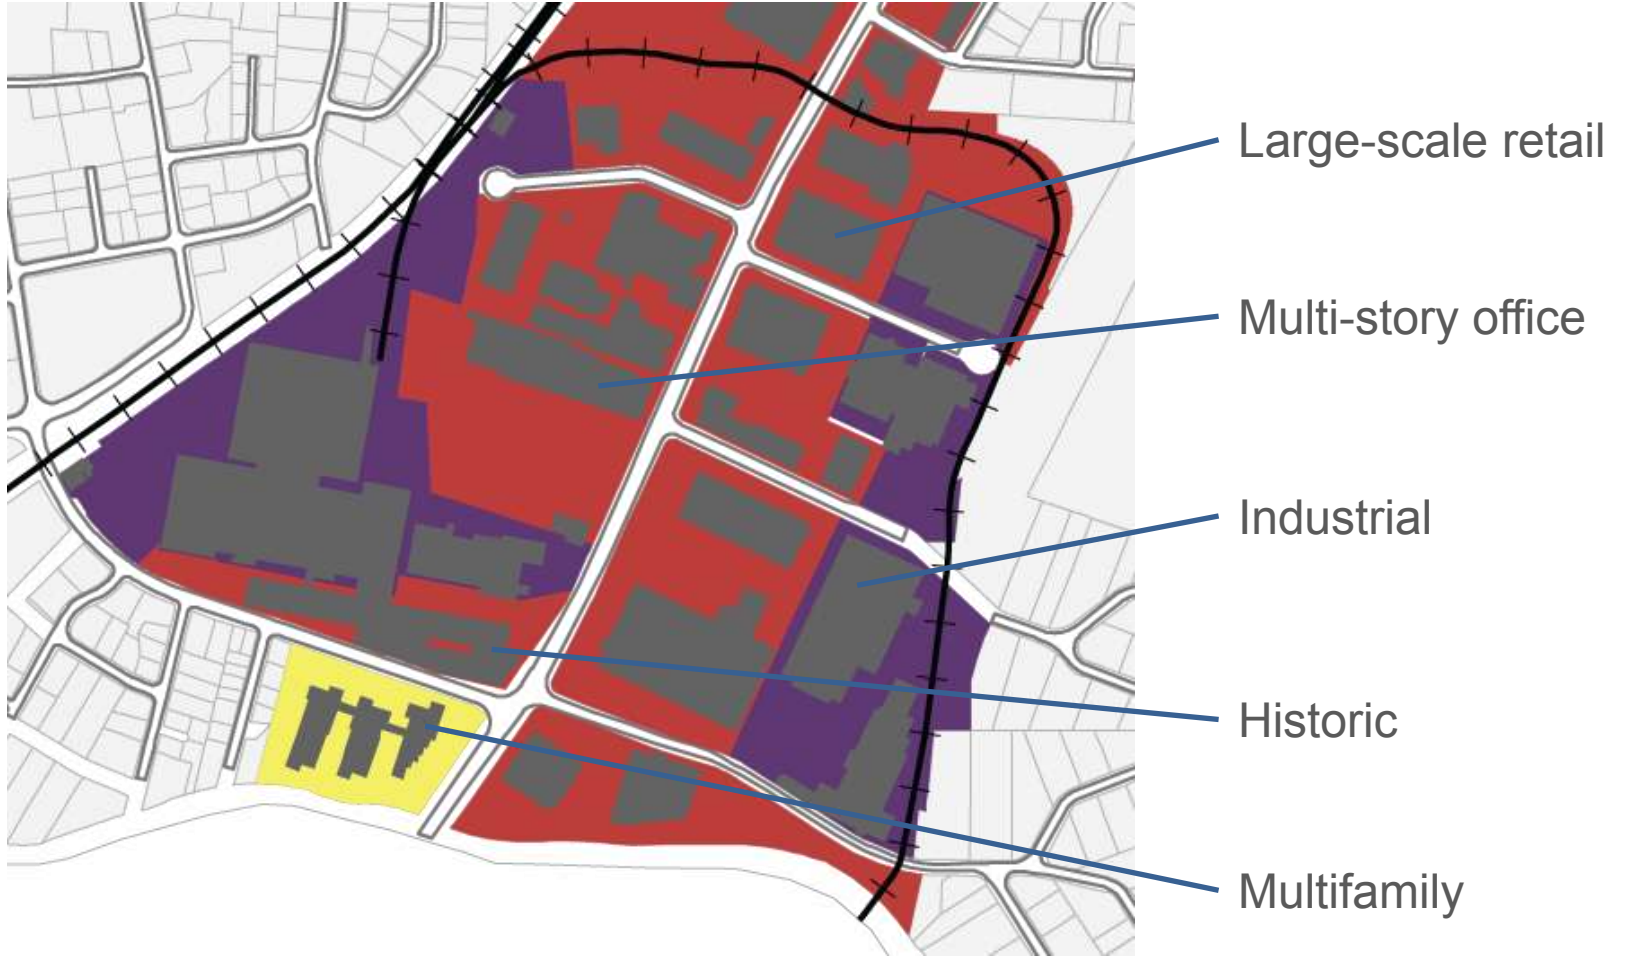 Large-scale retail
Multi-story office
Industrial
Historic
Multifamily